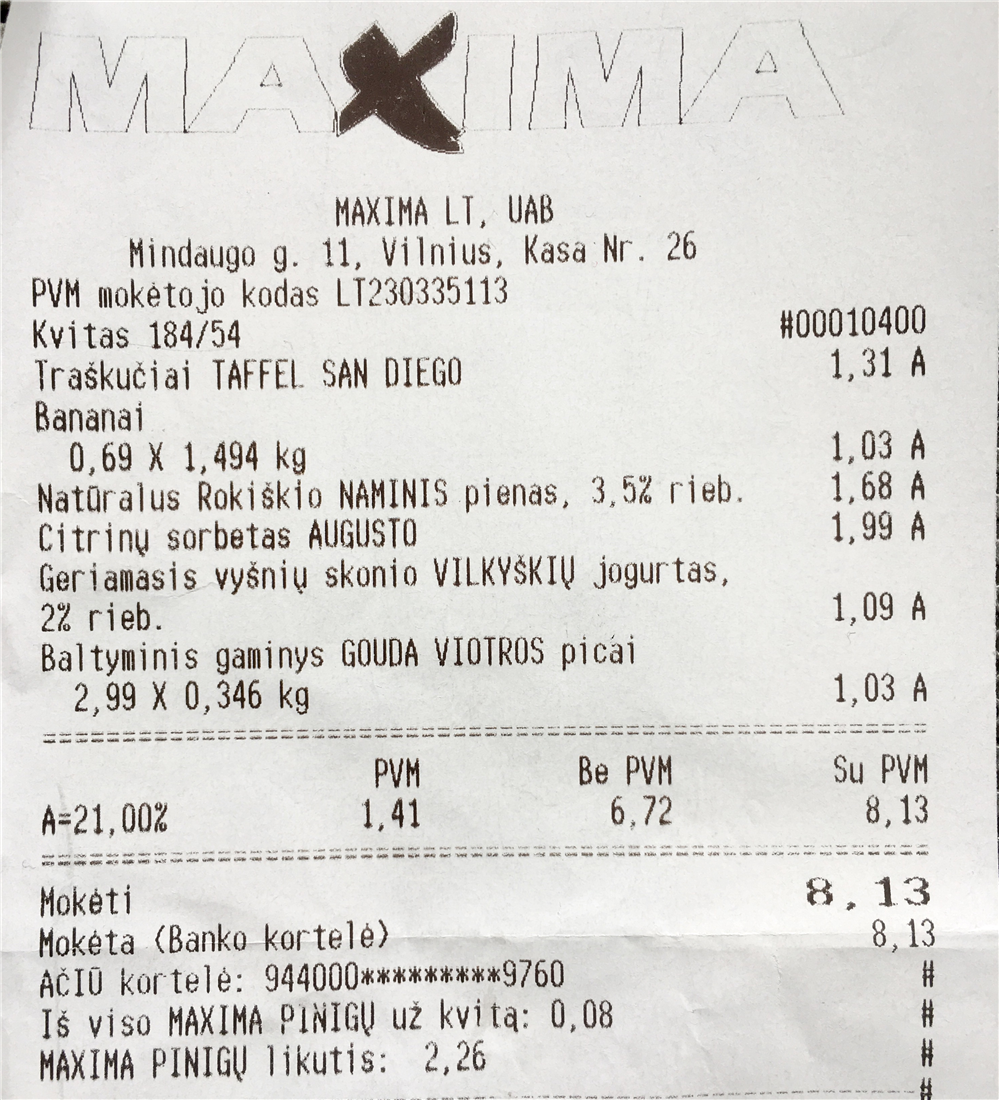 MAXIMA
MAXIMA LT, UAB
Mindaugo g. 11, Vilnius, Kasa Nr. 26
PVM mokėtojo kodas LT230335113
Kvitas 184/54 #00010400
Traškučiai TAFFEL SAN DIEGO 1,31 A
Bananai
0,69 X 1,494 kg 1,03 A
Natūralus Rokiškio NAMINIS pienas, 3,5% rieb. 1,68 A
Citrinų sorbetas AUGUSTO 1,99 A
Geriamasis vyšnių skonio VILKYŠKIŲ jogurtas,
2% rieb. 1,09 A
Baltyminis gaminys GOUDA VIOTROS picai
2,99 X 0,346 kg 1,03 A
PVM Be PVM Su PVM
A=21,00% 1,41 6,72 8,13
Mokėti 8,13
Mokėta (Banko kortelė) 8,13
AČIŪ kortelė: 944000*********9760 #
Iš viso MAXIMA PINIGŲ už kvitą: 0,08 #
MAXIMA PINIGŲ likutis: 2,26 #
#